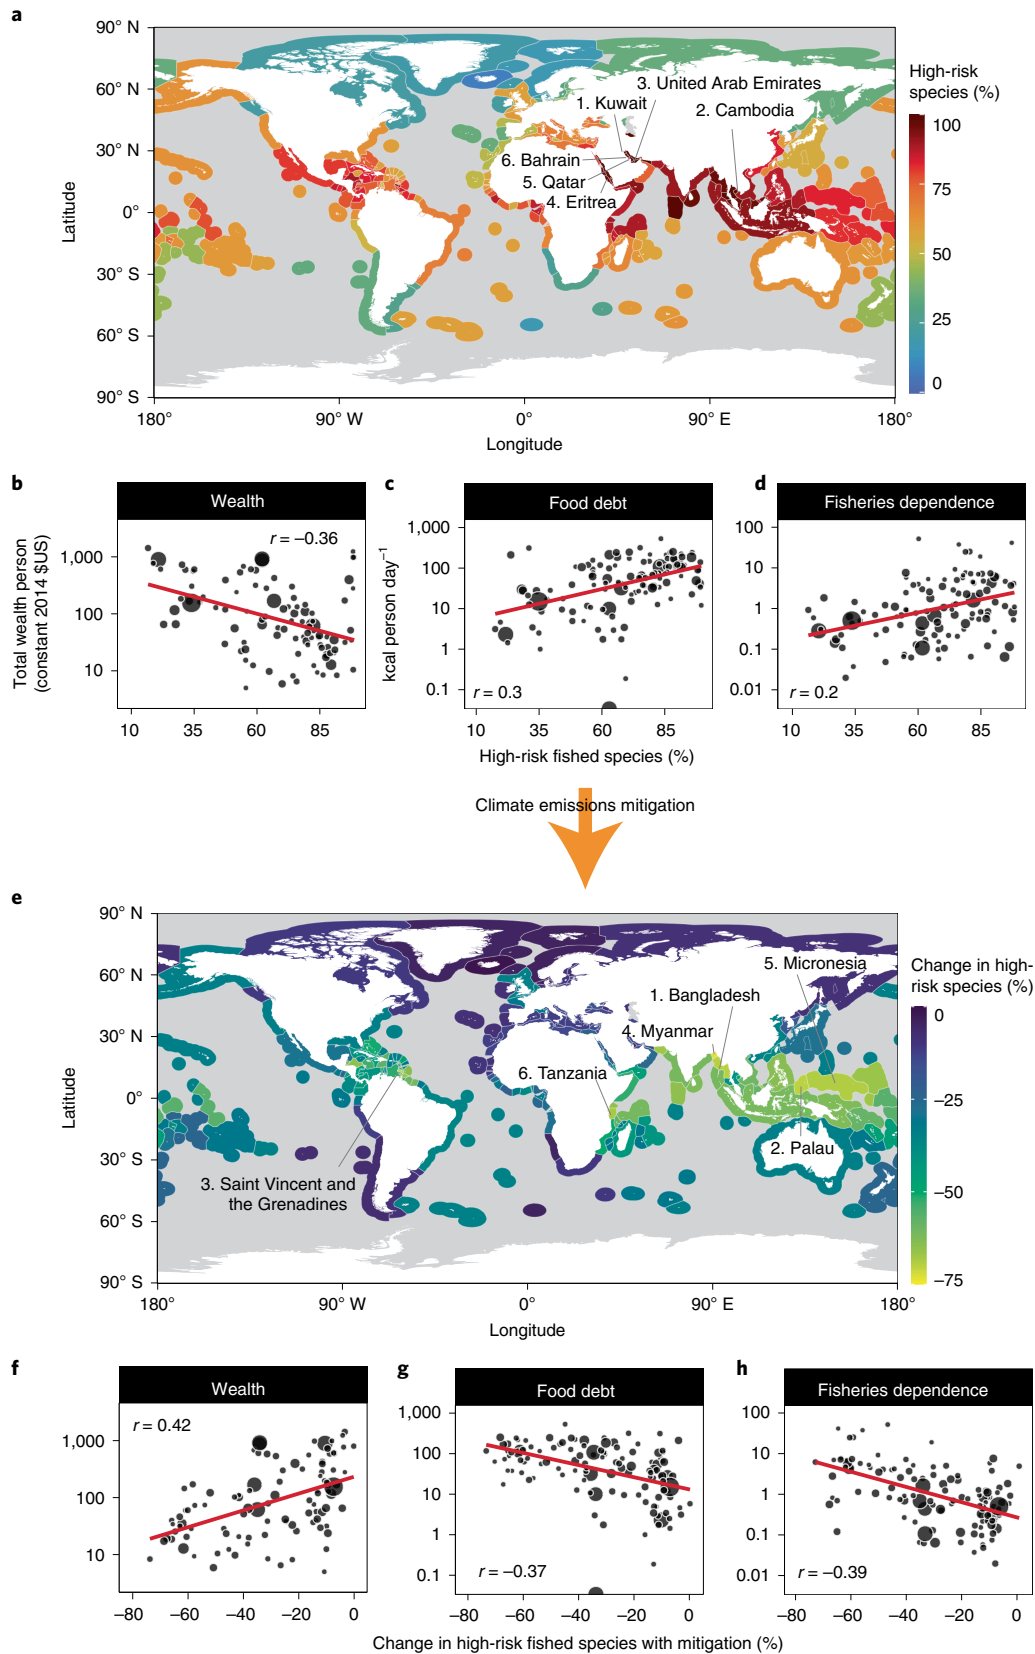 a
90° N
60° N
30° N
0°
30° S
60° S
90° S
Latitude
180°
90° W
0°
90° E
180°
Longitude
3. United Arab Emirates
1. Kuwait
2. Cambodia
6. Bahrain
5. Qatar
4. Eritrea
High-risk
species (%)
100
75
50
25
0
b
Wealth
r = –0.36
Total wealth person
(constant 2014 $US)
1,000
100
10
10
35
60
85
c
Food debt
r = 0.3
kcal person day–1
1,000
100
10
1
0.1
10
35
60
85
d
Fisheries dependence
r = 0.2
100
10
1
0.1
0.01
10
35
60
85
High-risk fished species (%)
Climate emissions mitigation
e
90° N
60° N
30° N
0°
30° S
60° S
90° S
Latitude
180°
90° W
0°
90° E
180°
Longitude
5. Micronesia
1. Bangladesh
4. Myanmar
6. Tanzania
2. Palau
3. Saint Vincent and
the Grenadines
Change in high-
risk species (%)
0
–25
–50
–75
f
Wealth
r = 0.42
1,000
100
10
–80
–60
–40
–20
0
g
Food debt
r = –0.37
1,000
100
10
1
0.1
–80
–60
–40
–20
0
h
Fisheries dependence
r = –0.39
100
10
1
0.1
0.01
–80
–60
–40
–20
0
Change in high-risk fished species with mitigation (%)